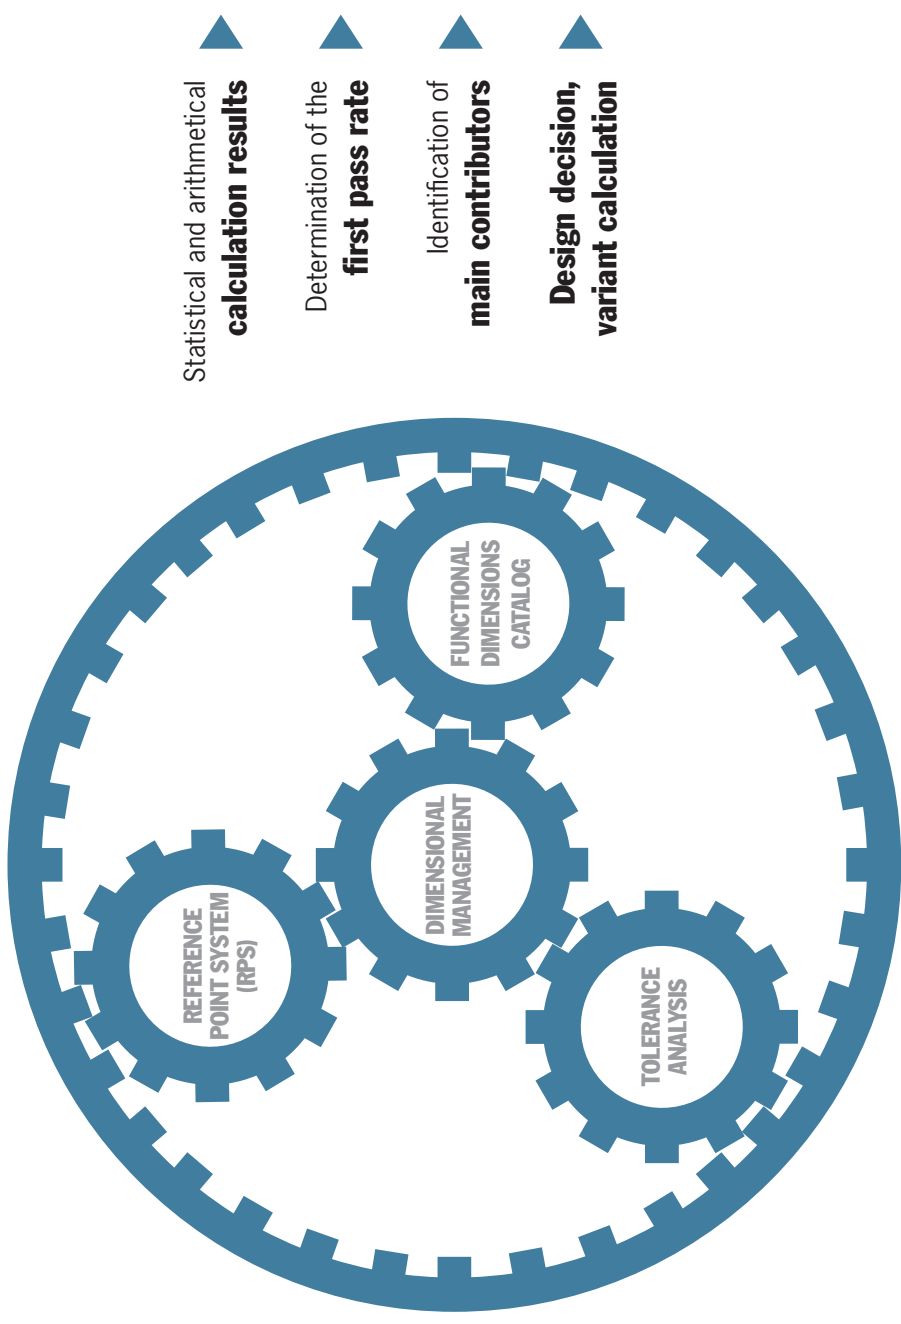 REFERENCE
POINT SYSTEM
(RPS)
DIMENSIONAL
MANAGEMENT
FUNCTIONAL
DIMENSIONS
CATALOG
TOLERANCE
ANALYSIS
Statistical and arithmetical
calculation results
Determination of the
first pass rate
Identification of
main contributors
Design decision,
variant calculation